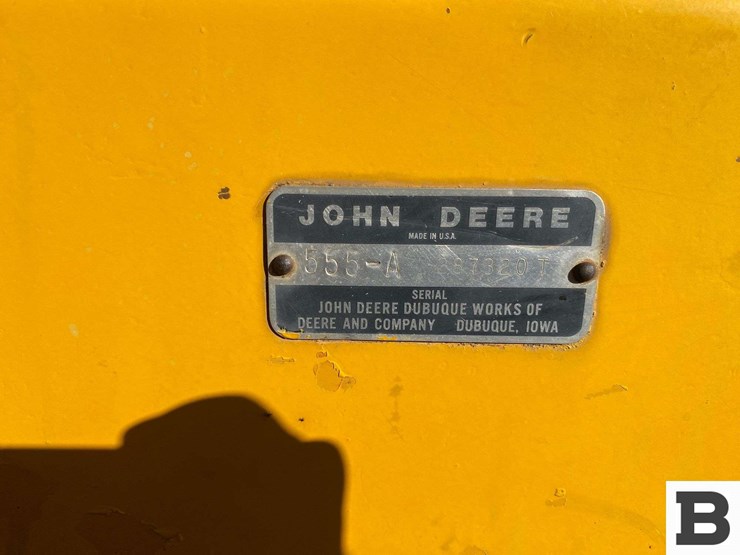 JOHN DEERE
MADE IN U.S.A.
555-A
SERIAL
JOHN DEERE DUBUQUE WORKS OF
DEERE AND COMPANY DUBUQUE, IOWA
B